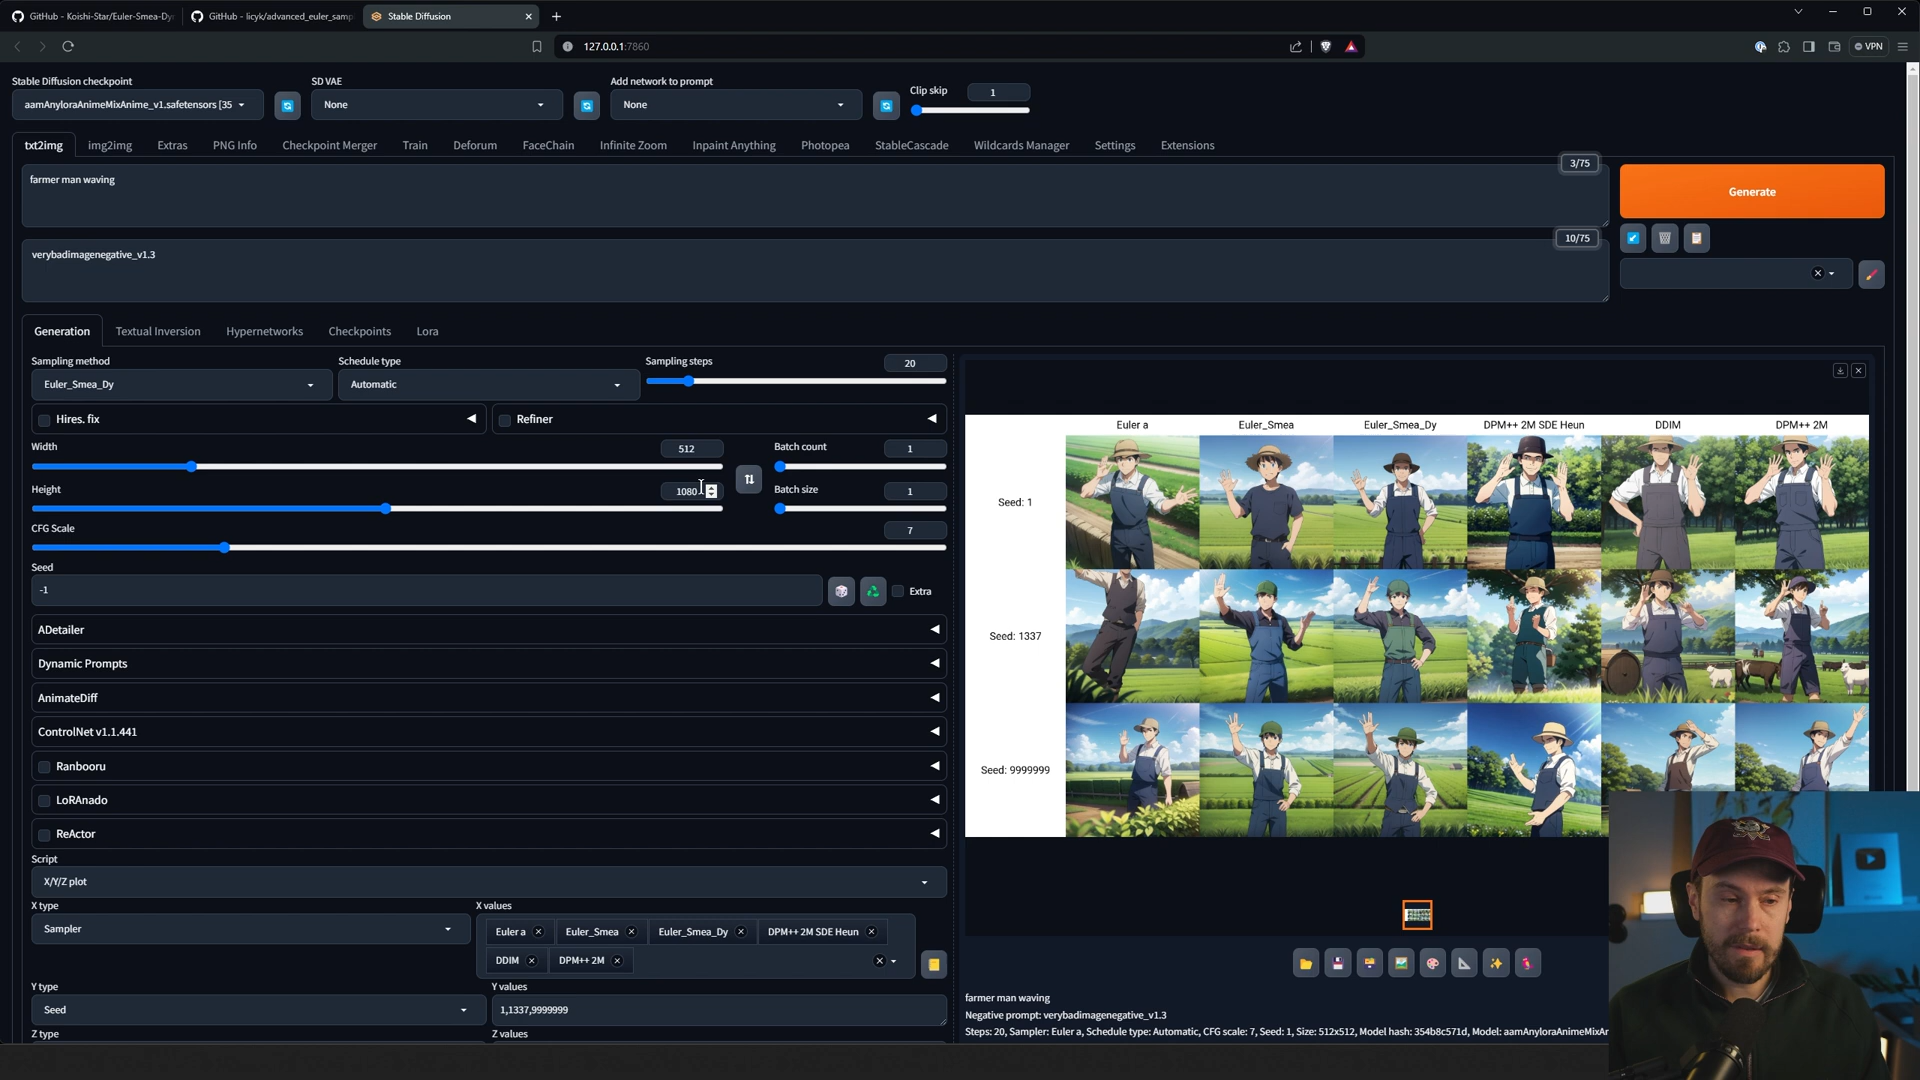 GitHub - Koishi-Star/Euler-Smea-Dy
GitHub - licyk/advanced_euler_samp
Stable Diffusion
127.0.0.1:7860
VPN
Stable Diffusion checkpoint
SD VAE
Add network to prompt
Clip skip
1
aamAnyloraAnimeMixAnime_v1.safetensors [35
None
None
txt2img
img2img
Extras
PNG Info
Checkpoint Merger
Train
Deforum
FaceChain
Infinite Zoom
Inpaint Anything
Photopea
StableCascade
Wildcards Manager
Settings
Extensions
3/75
farmer man waving
Generate
10/75
verybadimagenegative_v1.3
Generation
Textual Inversion
Hypernetworks
Checkpoints
Lora
Sampling method
Schedule type
Sampling steps
20
Euler_Smea_Dy
Automatic
Hires. fix
Refiner
Width
512
Batch count
1
Height
1080
Batch size
1
CFG Scale
7
Seed
-1
Extra
ADetailer
Dynamic Prompts
AnimateDiff
ControlNet v1.1.441
Ranbooru
LoRAnado
ReActor
Script
X/Y/Z plot
X type
X values
Sampler
Euler a
Euler_Smea
Euler_Smea_Dy
DPM++ 2M SDE Heun
DDIM
DPM++ 2M
Y type
Y values
Seed
1,1337,9999999
Z type
Z values
Euler a
Euler_Smea
Euler_Smea_Dy
DPM++ 2M SDE Heun
DDIM
DPM++ 2M
Seed: 1
Seed: 1337
Seed: 9999999
farmer man waving
Negative prompt: verybadimagenegative_v1.3
Steps: 20, Sampler: Euler a, Schedule type: Automatic, CFG scale: 7, Seed: 1, Size: 512x512, Model hash: 354b8c571d, Model: aamAnyloraAnimeMixAr